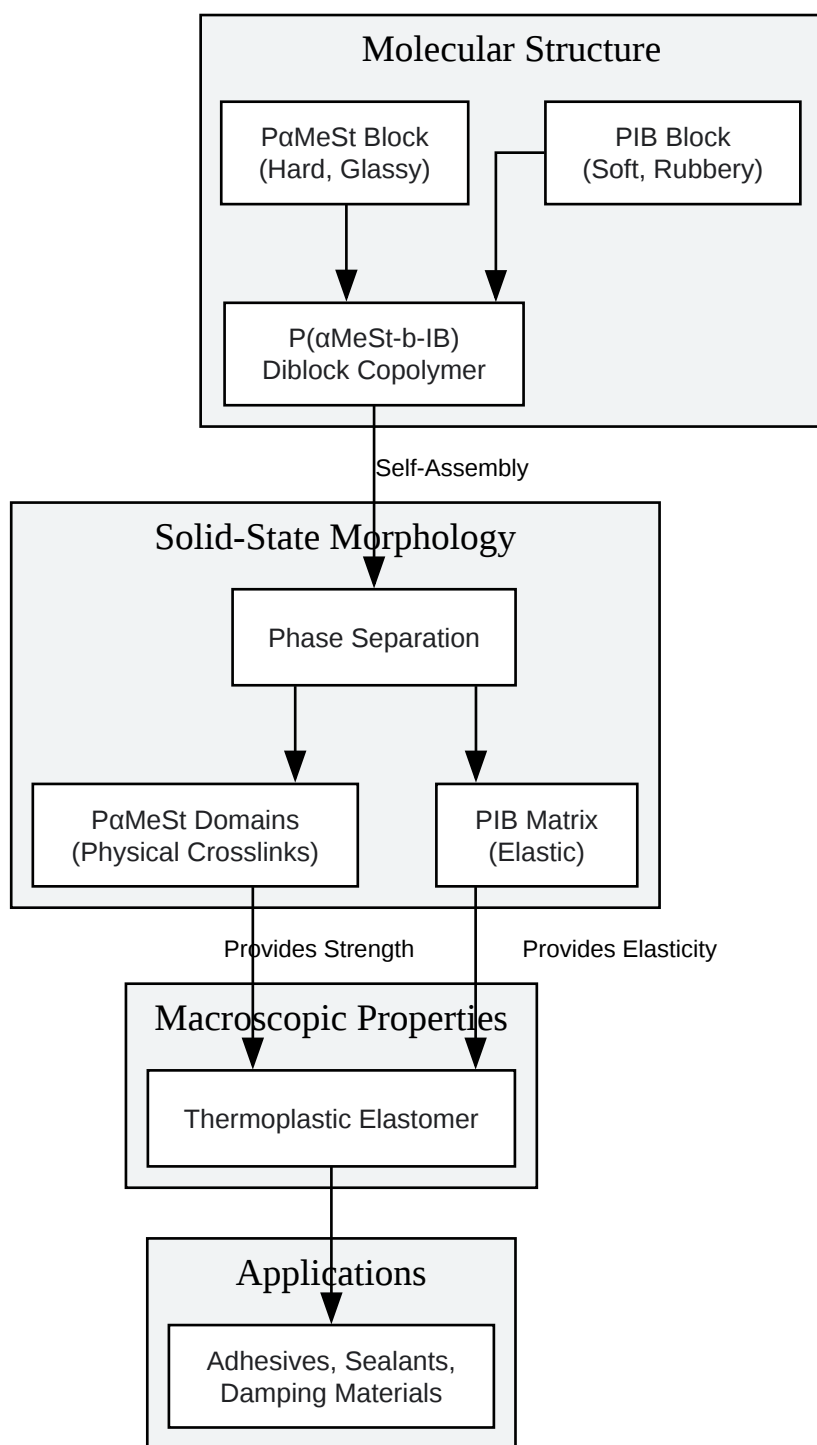 Molecular Structure
PαMeSt Block
(Hard, Glassy)
PIB Block
(Soft, Rubbery)
P(αMeSt-b-IB)
Diblock Copolymer
Self-Assembly
Solid-State Morphology
Phase Separation
PαMeSt Domains
(Physical Crosslinks)
PIB Matrix
(Elastic)
Provides Strength
Provides Elasticity
Macroscopic Properties
Thermoplastic Elastomer
Applications
Adhesives, Sealants,
Damping Materials